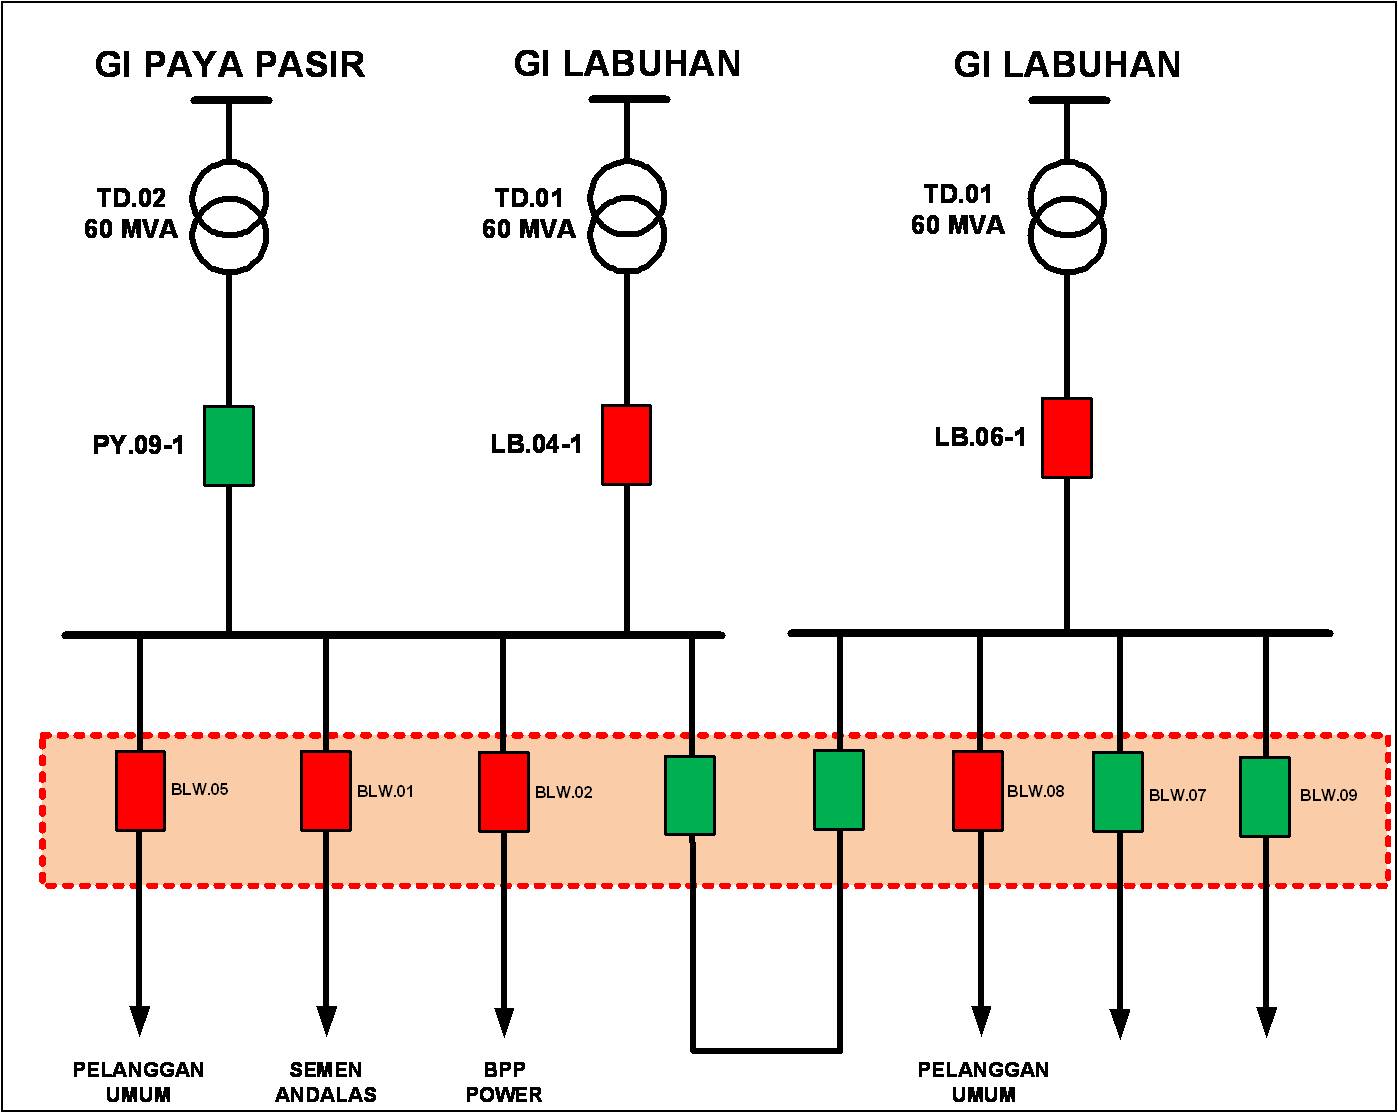 GI PAYA PASIR
GI LABUHAN
GI LABUHAN
TD.02
60 MVA
TD.01
60 MVA
TD.01
60 MVA
PY.09-1
LB.04-1
LB.06-1
BLW.05
BLW.01
BLW.02
BLW.08
BLW.07
BLW.09
PELANGGAN
UMUM
SEMEN
ANDALAS
BPP
POWER
PELANGGAN
UMUM